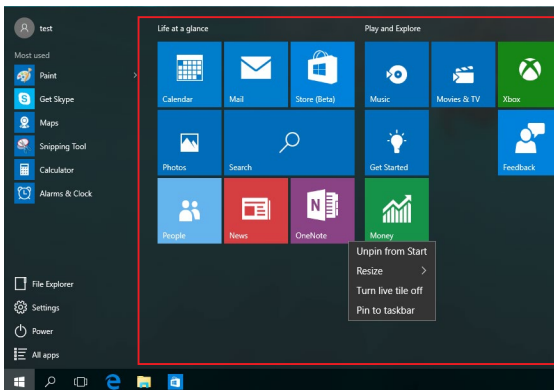 test
Most used
Paint
Get Skype
Maps
Snipping Tool
Calculator
Alarms & Clock
File Explorer
Settings
Power
All apps
Life at a glance
Calendar
Mail
Store (Beta)
Photos
Search
People
News
OneNote
Play and Explore
Music
Movies & TV
Xbox
Get Started
Feedback
Money
Unpin from Start
Resize
Turn live tile off
Pin to taskbar